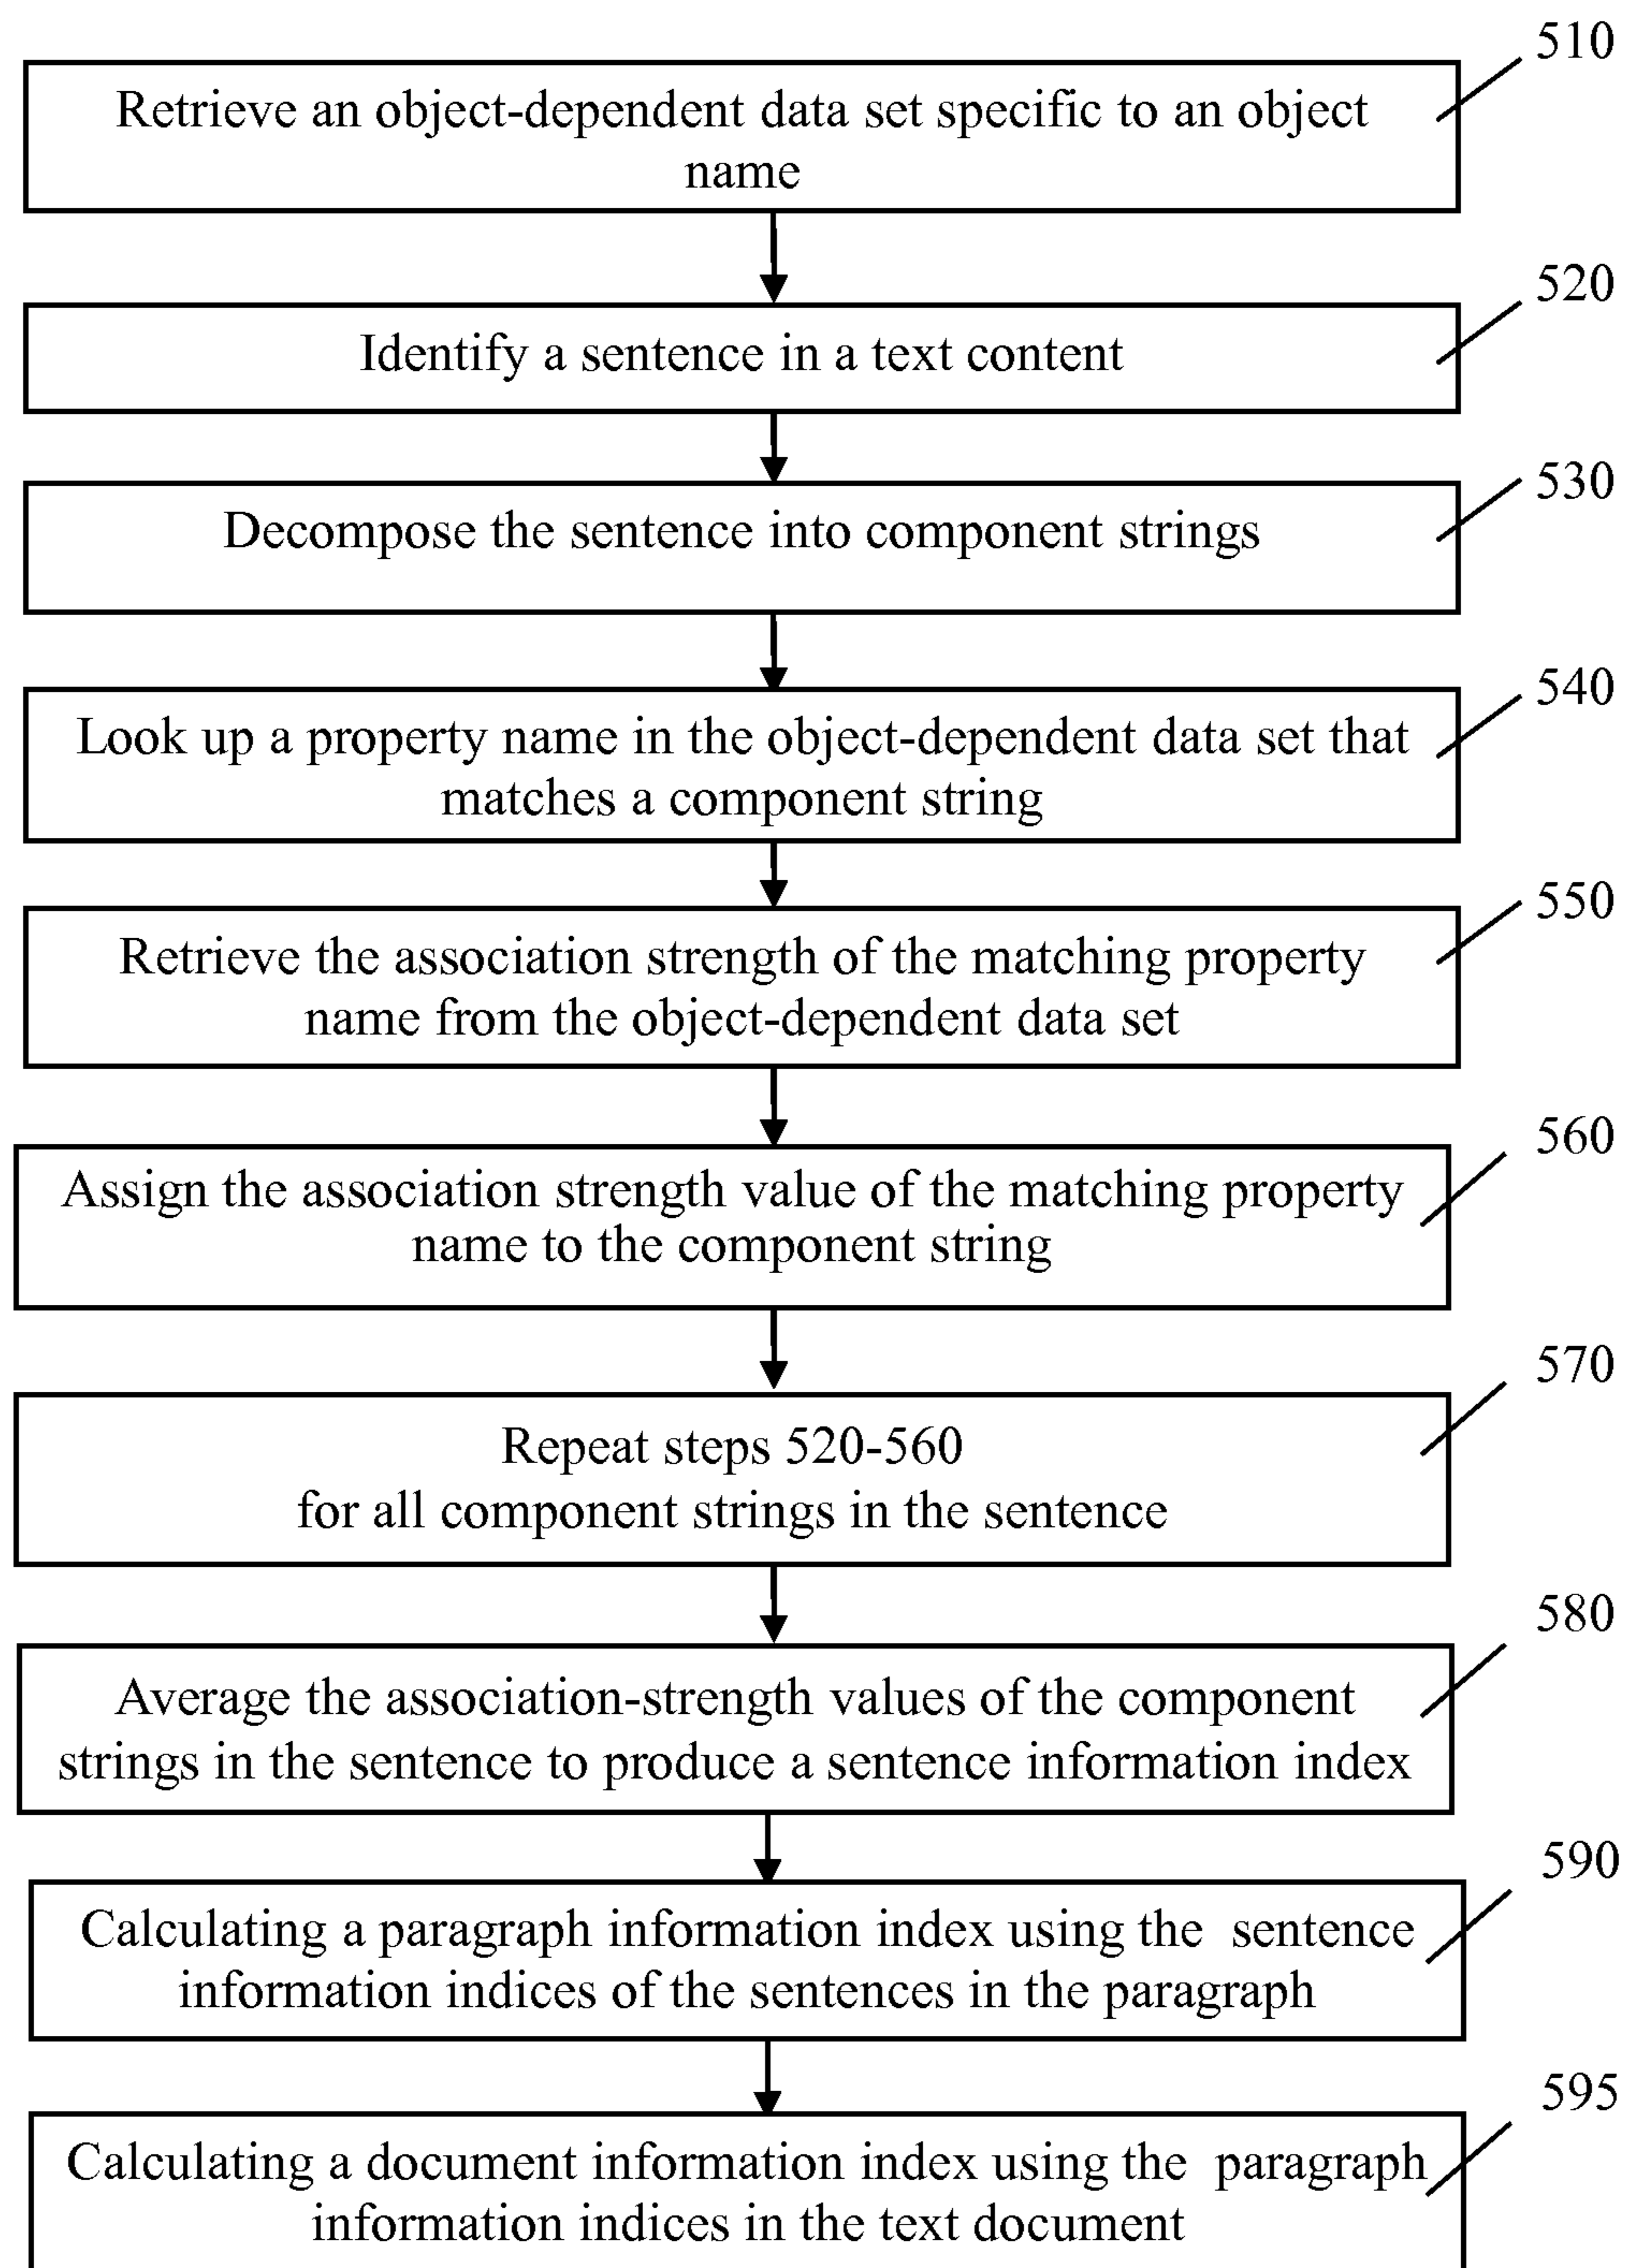 510
Retrieve an object-dependent data set specific to an object
name
520
Identify a sentence in a text content
530
Decompose the sentence into component strings
540
Look up a property name in the object-dependent data set that
matches a component string
550
Retrieve the association strength of the matching property
name from the object-dependent data set
560
Assign the association strength value of the matching property
name to the component string
570
Repeat steps 520-560
for all component strings in the sentence
580
Average the association-strength values of the component
strings in the sentence to produce a sentence information index
590
Calculating a paragraph information index using the sentence
information indices of the sentences in the paragraph
595
Calculating a document information index using the paragraph
information indices in the text document